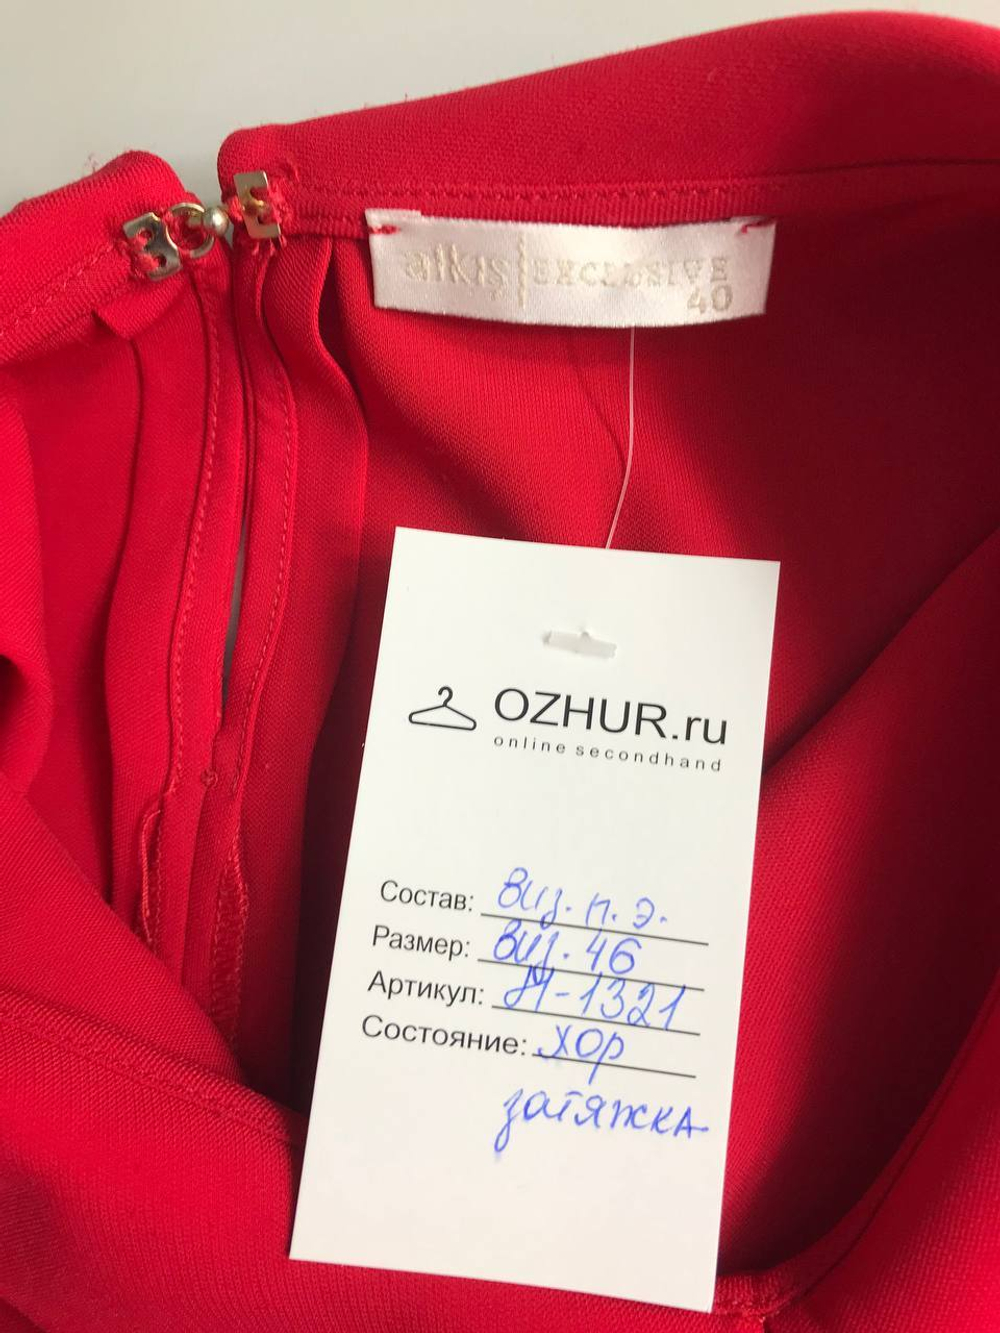 alkış | EXCLUSIVE
40
OZHUR.ru
online secondhand
Состав: виз. п. э.
Размер: виз. 46
Артикул: М-1321
Состояние: хор
затяжка